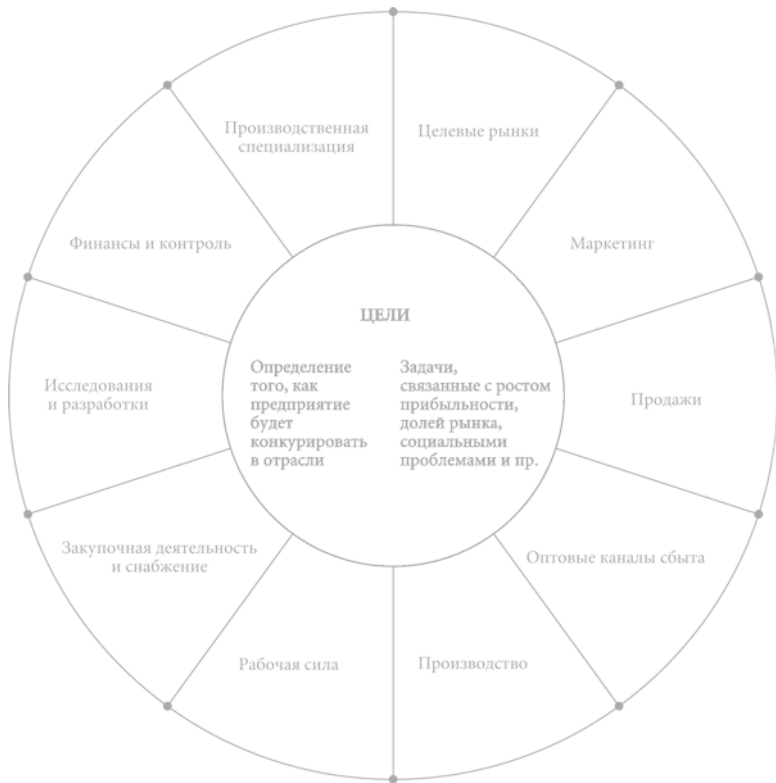 Производственная
специализация
Целевые рынки
Финансы и контроль
Маркетинг
ЦЕЛИ
Определение
того, как
предприятие
будет
конкурировать
в отрасли
Задачи,
связанные с ростом
прибыльности,
долей рынка,
социальными
проблемами и пр.
Исследования
и разработки
Продажи
Закупочная деятельность
и снабжение
Оптовые каналы сбыта
Рабочая сила
Производство